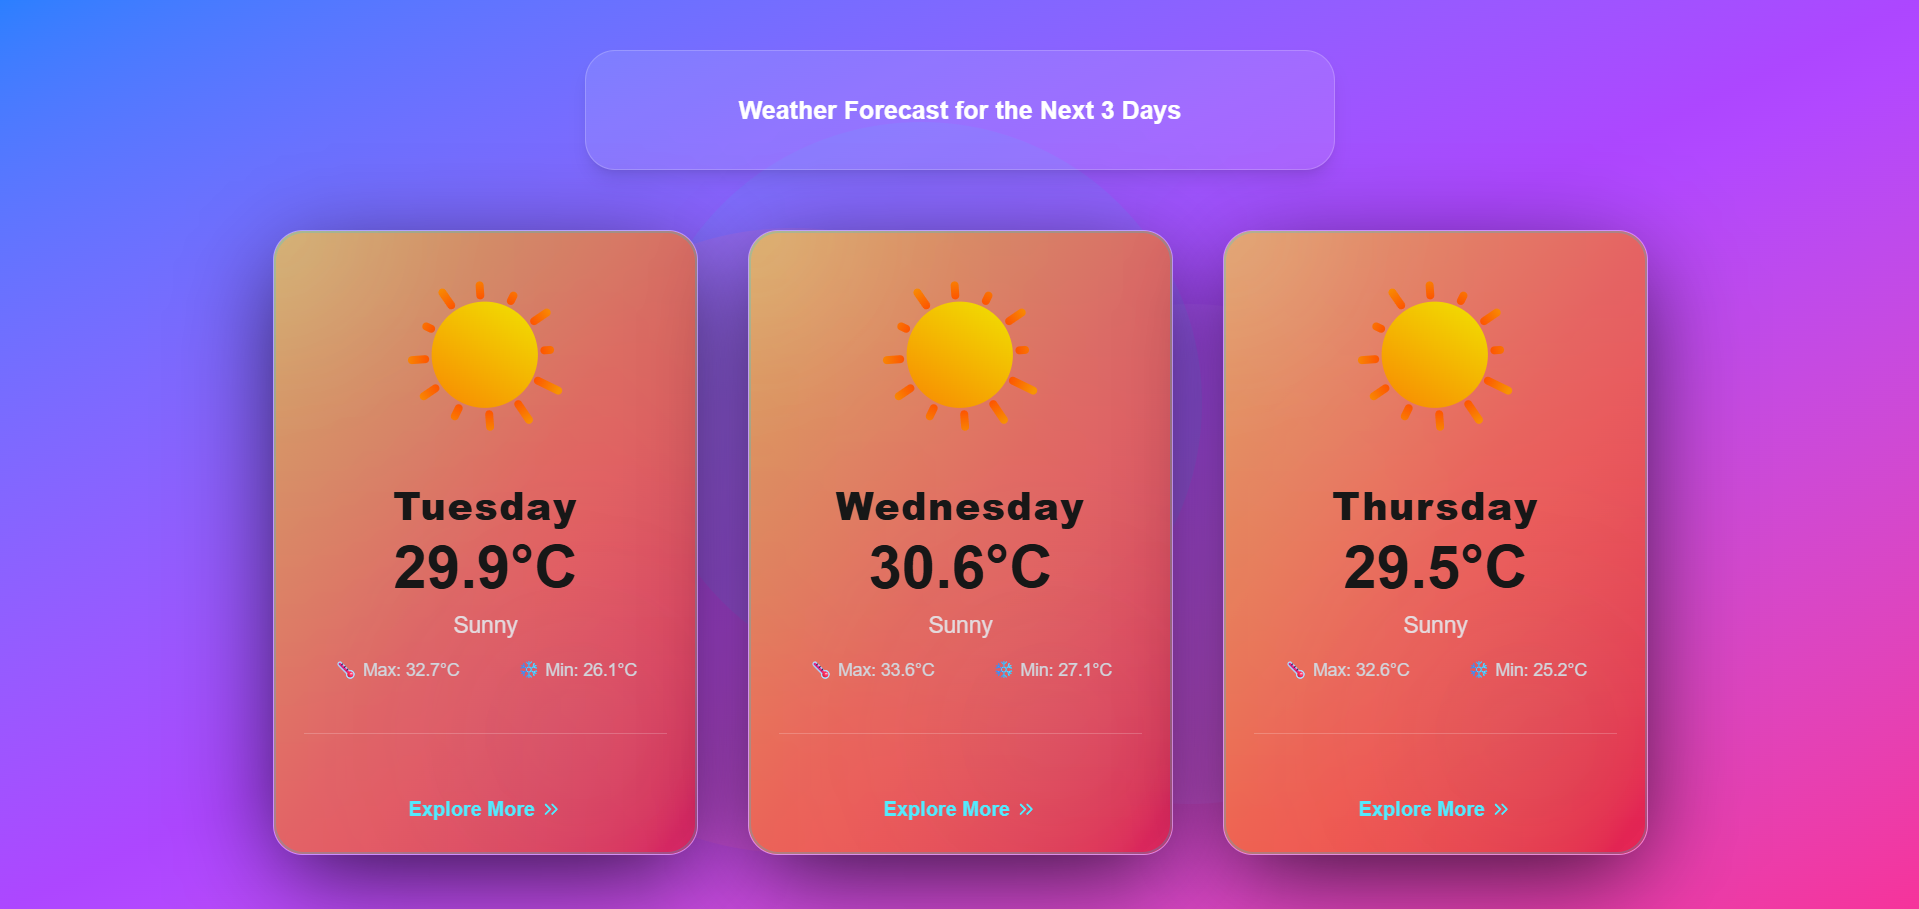 Weather Forecast for the Next 3 Days
Tuesday
29.9°C
Sunny
Max: 32.7°C Min: 26.1°C
Explore More
Wednesday
30.6°C
Sunny
Max: 33.6°C Min: 27.1°C
Explore More
Thursday
29.5°C
Sunny
Max: 32.6°C Min: 25.2°C
Explore More